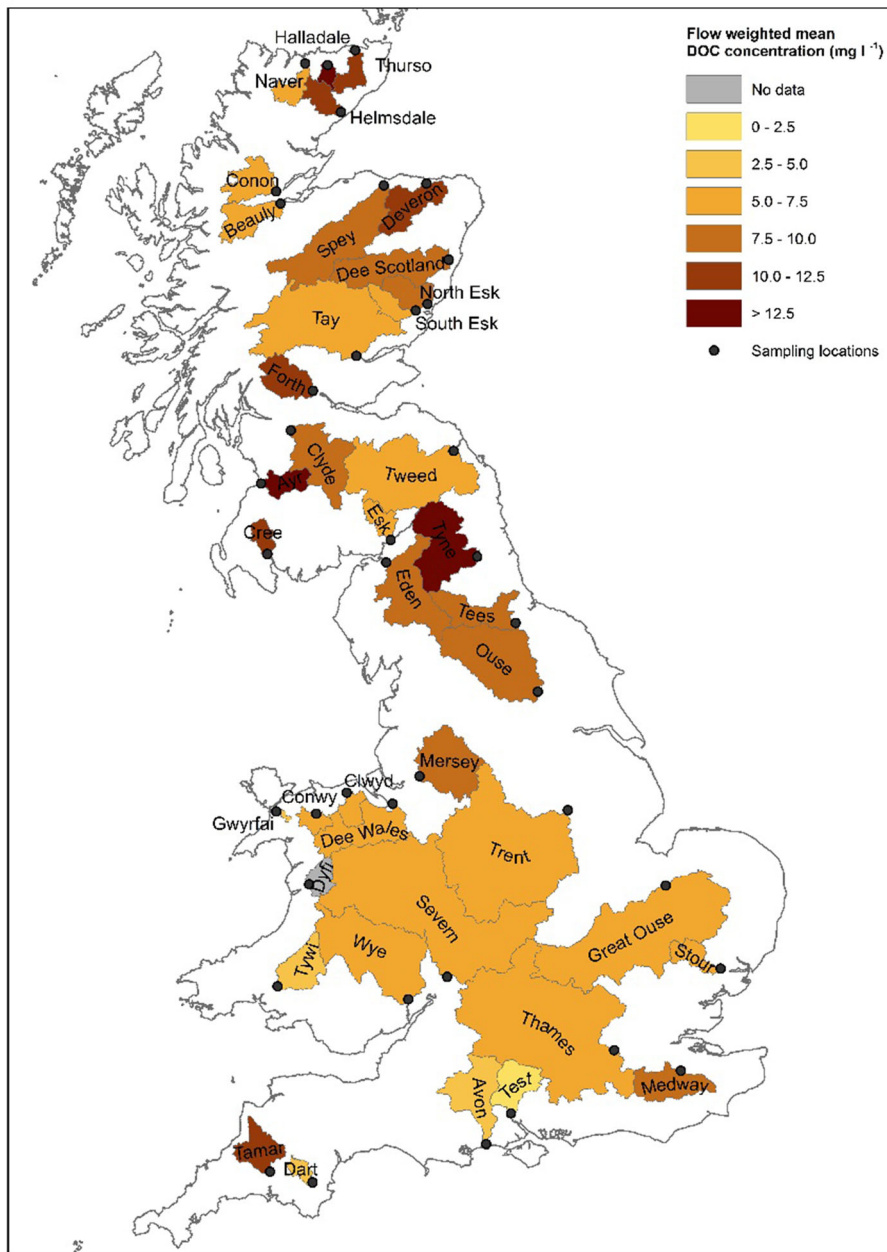 Flow weighted mean
DOC concentration (mg l -1)
No data
0 - 2.5
2.5 - 5.0
5.0 - 7.5
7.5 - 10.0
10.0 - 12.5
> 12.5
Sampling locations
Halladale
Thurso
Naver
Helmsdale
Conon
Beauly
Deveron
Spey
Dee Scotland
North Esk
South Esk
Tay
Forth
Clyde
Ayr
Tweed
Esk
Cree
Tyne
Eden
Tees
Ouse
Mersey
Clwyd
Conwy
Gwyrfai
Dee Wales
Trent
Dyfi
Severn
Great Ouse
Stour
Wye
Tywi
Thames
Medway
Avon
Test
Tamar
Dart